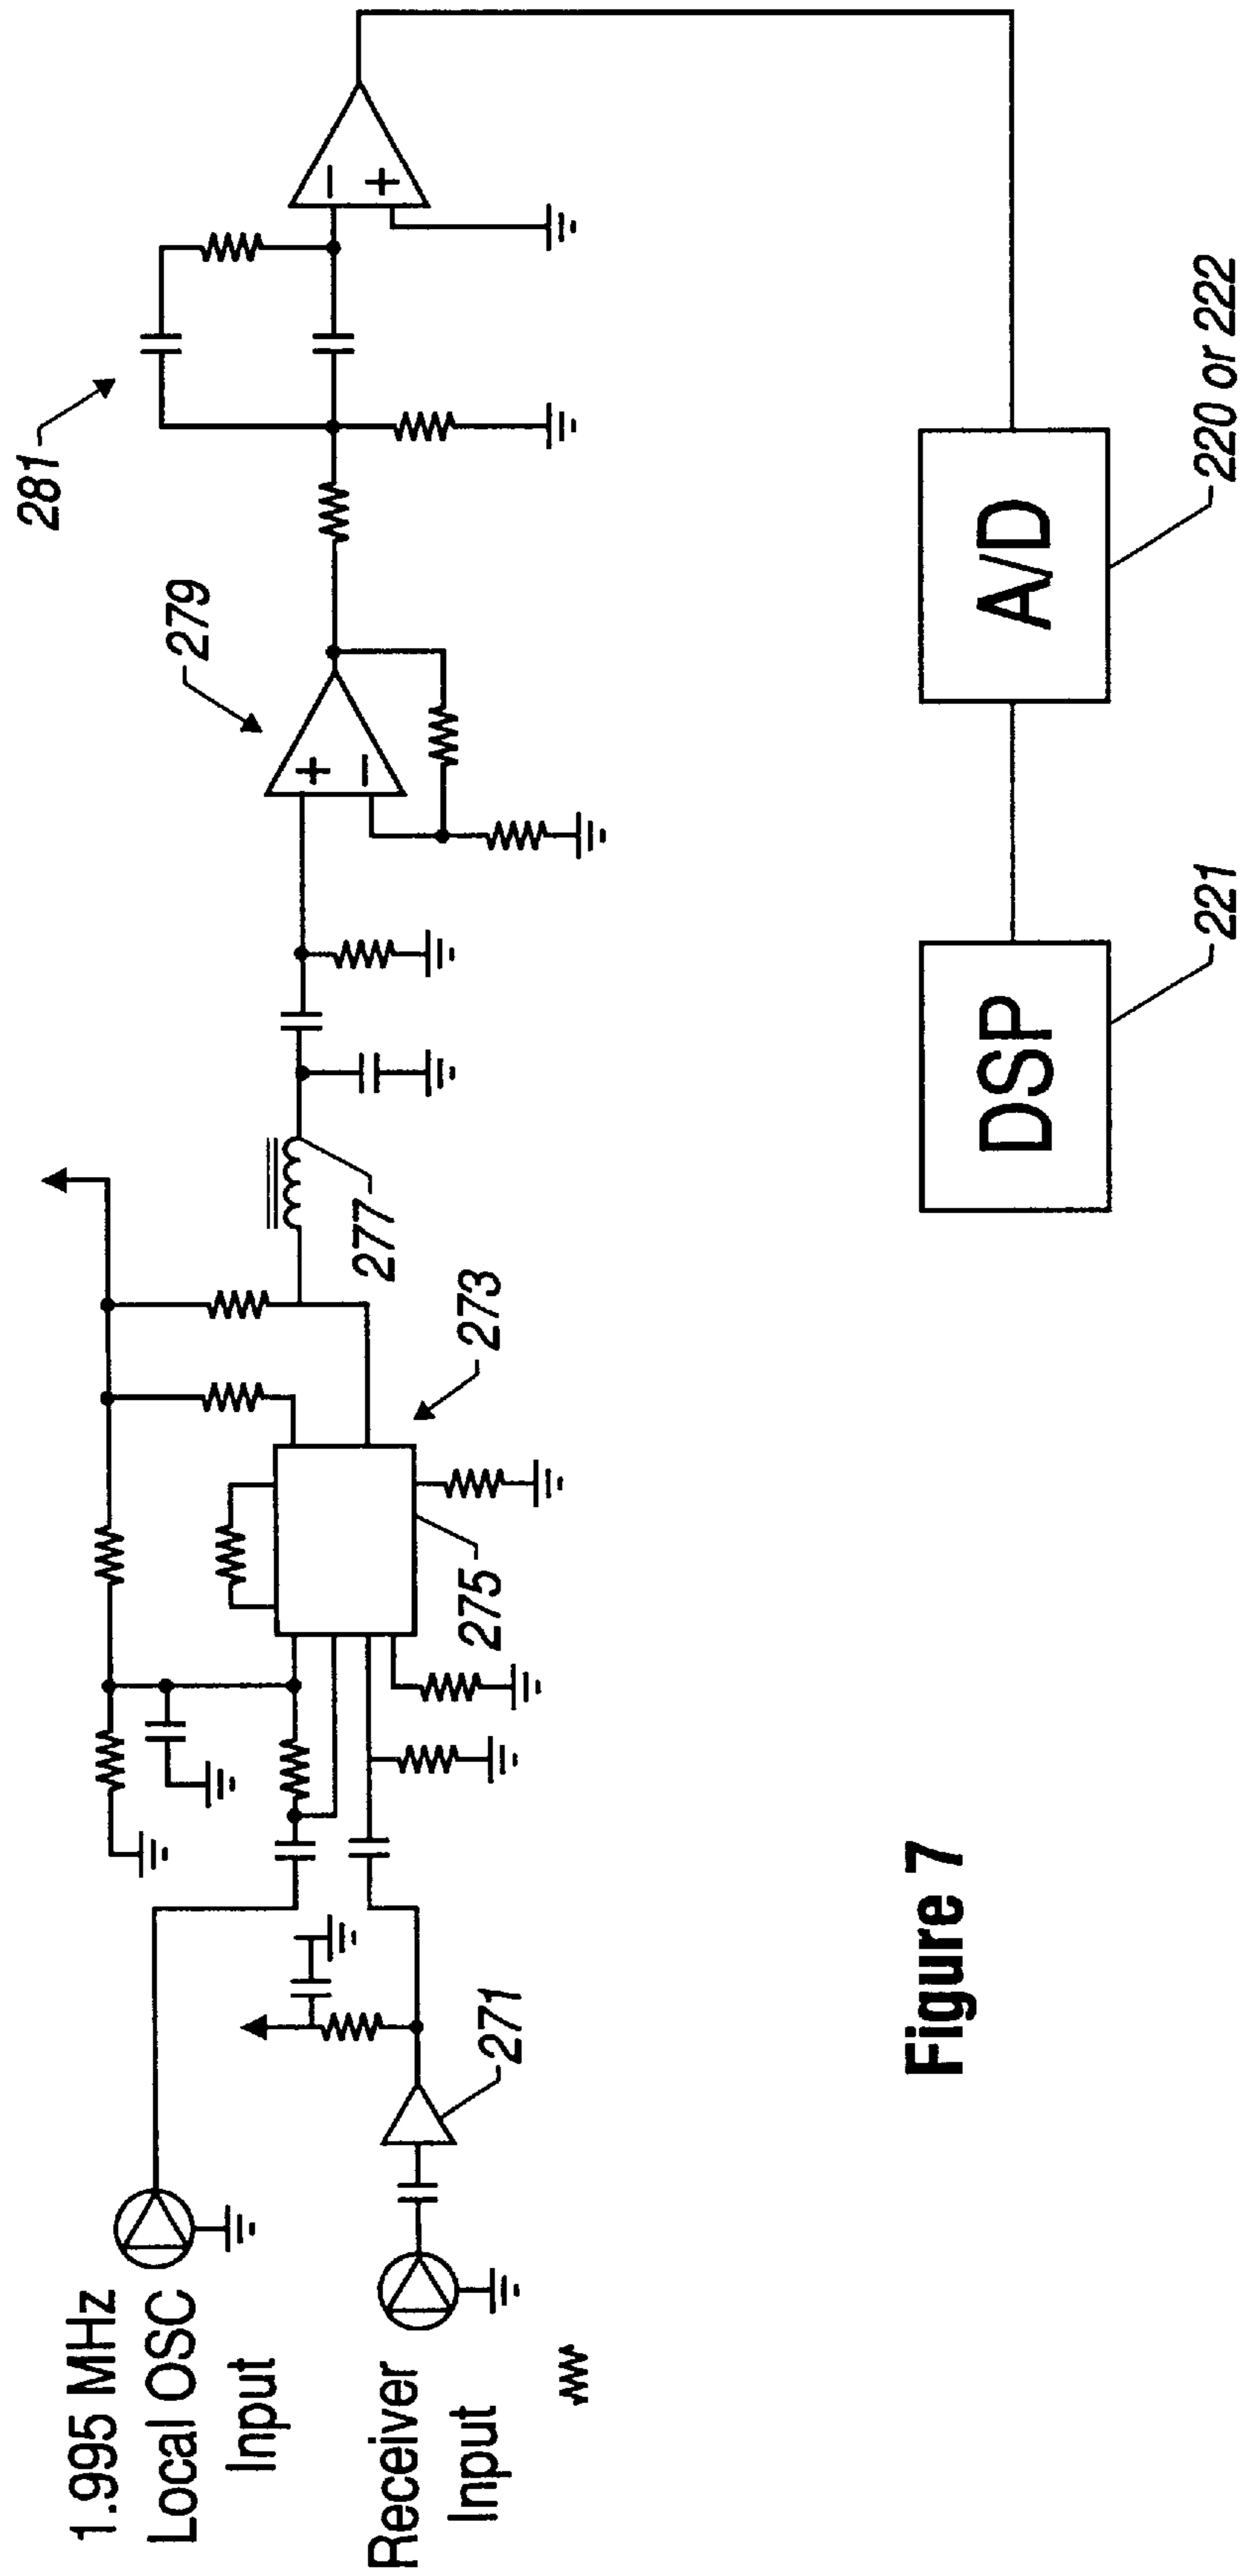 1.995 MHz
Local OSC
Input
Receiver
Input
271
273
275
277
279
281
+
−
−
+
DSP
221
A/D
220 or 222
Figure 7